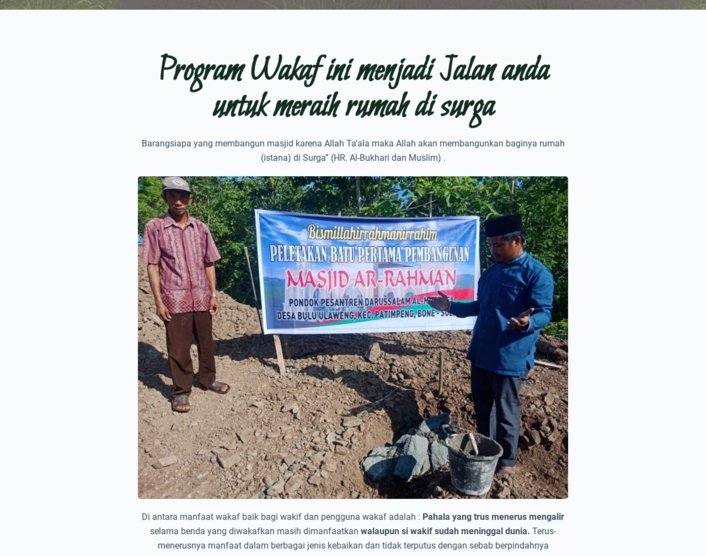 Program Wakaf ini menjadi Jalan anda
untuk meraih rumah di surga
Barangsiapa yang membangun masjid karena Allah Ta'ala maka Allah akan membangunkan baginya rumah
(istana) di Surga” (HR. Al-Bukhari dan Muslim) .
Bismillahirrahmanirrahim
PELETAKAN BATU PERTAMA PEMBANGUNAN
MASJID AR-RAHMAN
PONDOK PESANTREN DARUSSALAM
DESA BULU ULAWENG, KEC. PATIMPENG, BONE -
Di antara manfaat wakaf baik bagi wakif dan pengguna wakaf adalah : Pahala yang trus menerus mengalir
selama benda yang diwakafkan masih dimanfaatkan walaupun si wakif sudah meninggal dunia. Terus-
menerusnya manfaat dalam berbagai jenis kebaikan dan tidak terputus dengan sebab berpindahnya